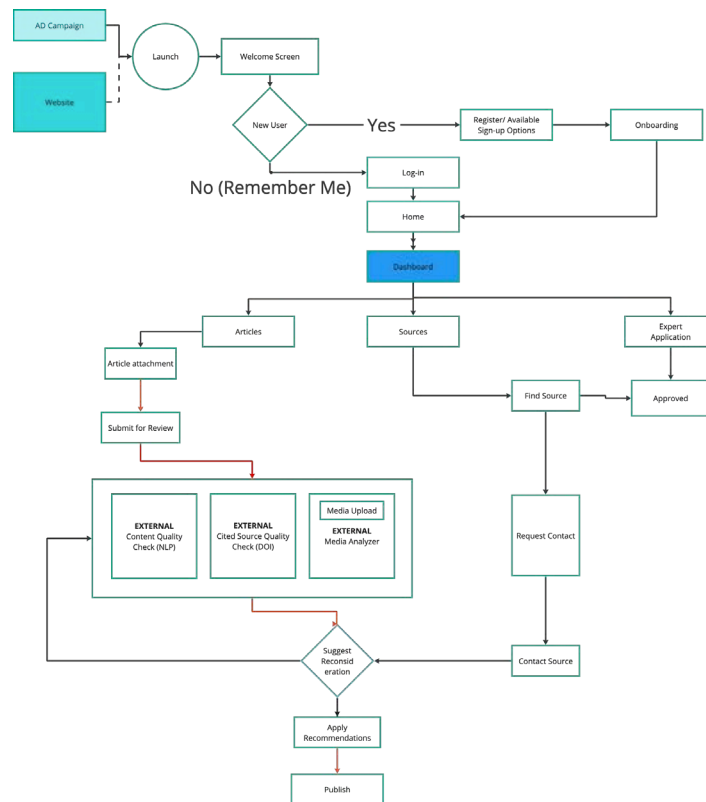 AD Campaign
Launch
Welcome Screen
Website
New User
Yes
Register/ Available
Sign-up Options
Onboarding
No (Remember Me)
Log-in
Home
Dashboard
Articles
Sources
Expert
Application
Article attachment
Find Source
Approved
Submit for Review
EXTERNAL
Content Quality
Check (NLP)
EXTERNAL
Cited Source Quality
Check (DOI)
Media Upload
EXTERNAL
Media Analyzer
Request Contact
Suggest
Reconsid
eration
Contact Source
Apply
Recommendations
Publish